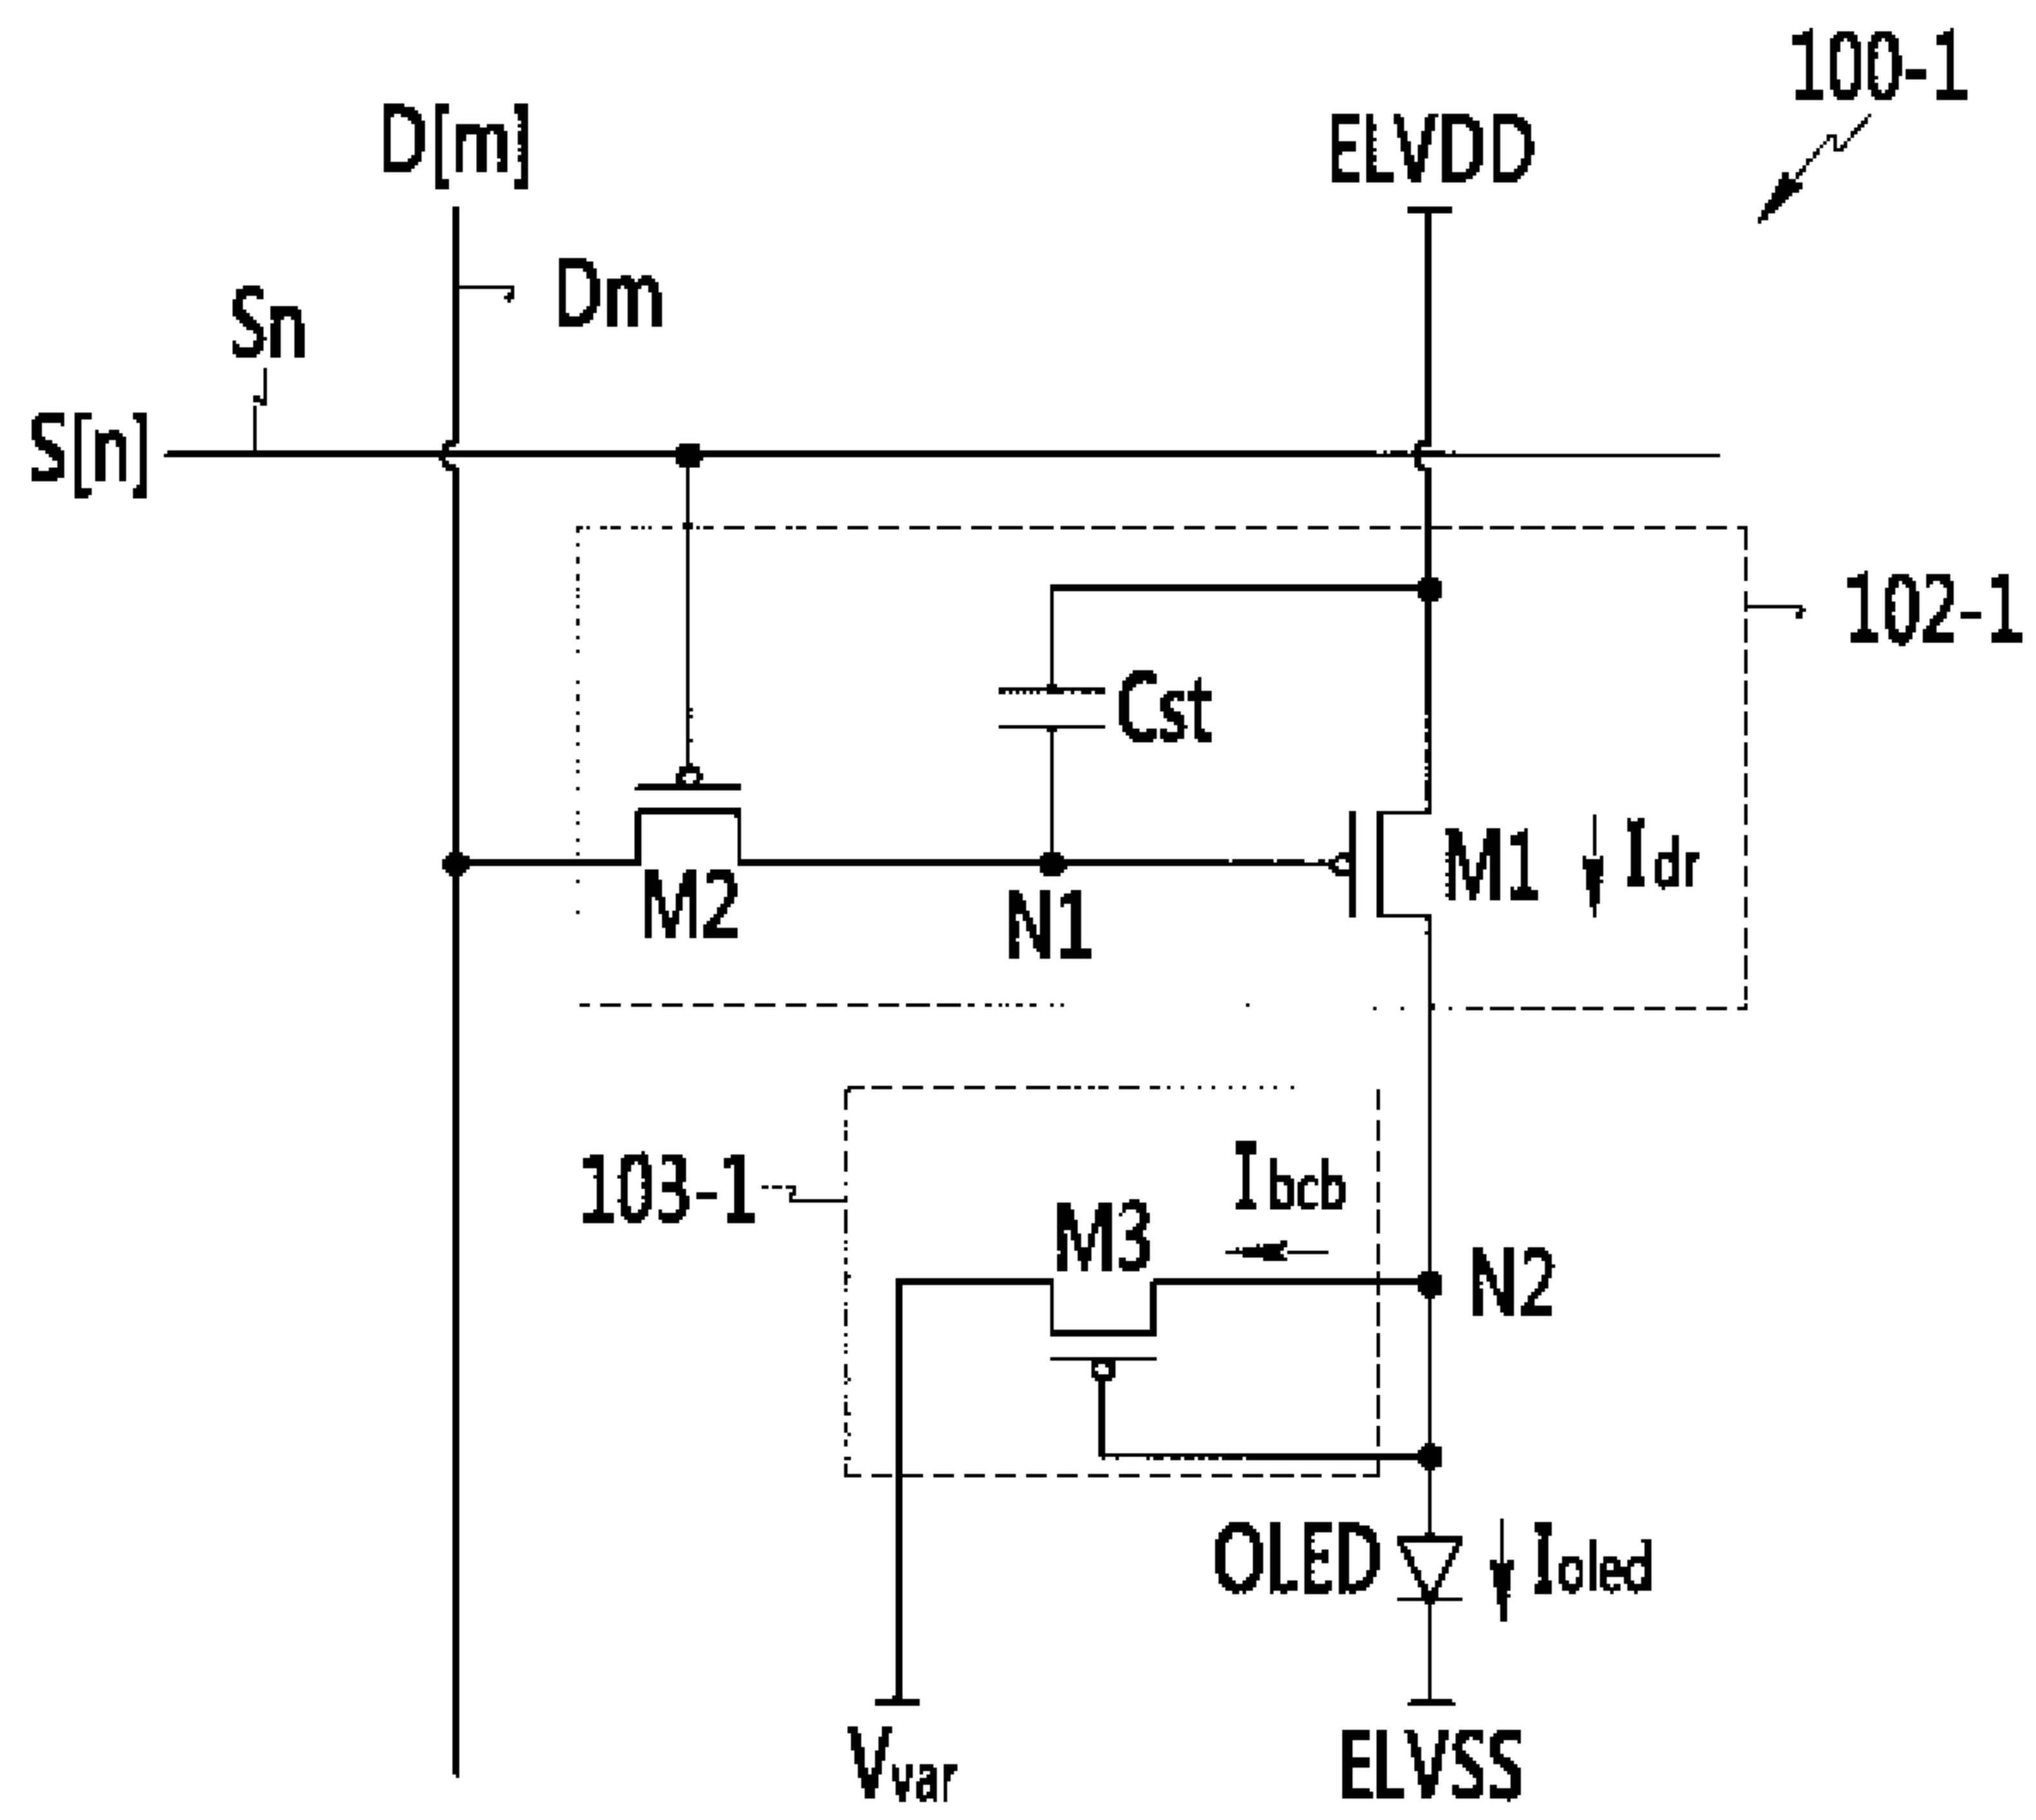 100-1
D[m]
ELVDD
Dm
Sn
S[n]
102-1
Cst
M1
Idr
M2
N1
103-1
Ibcb
M3
N2
OLED
Ioled
Vvar
ELVSS